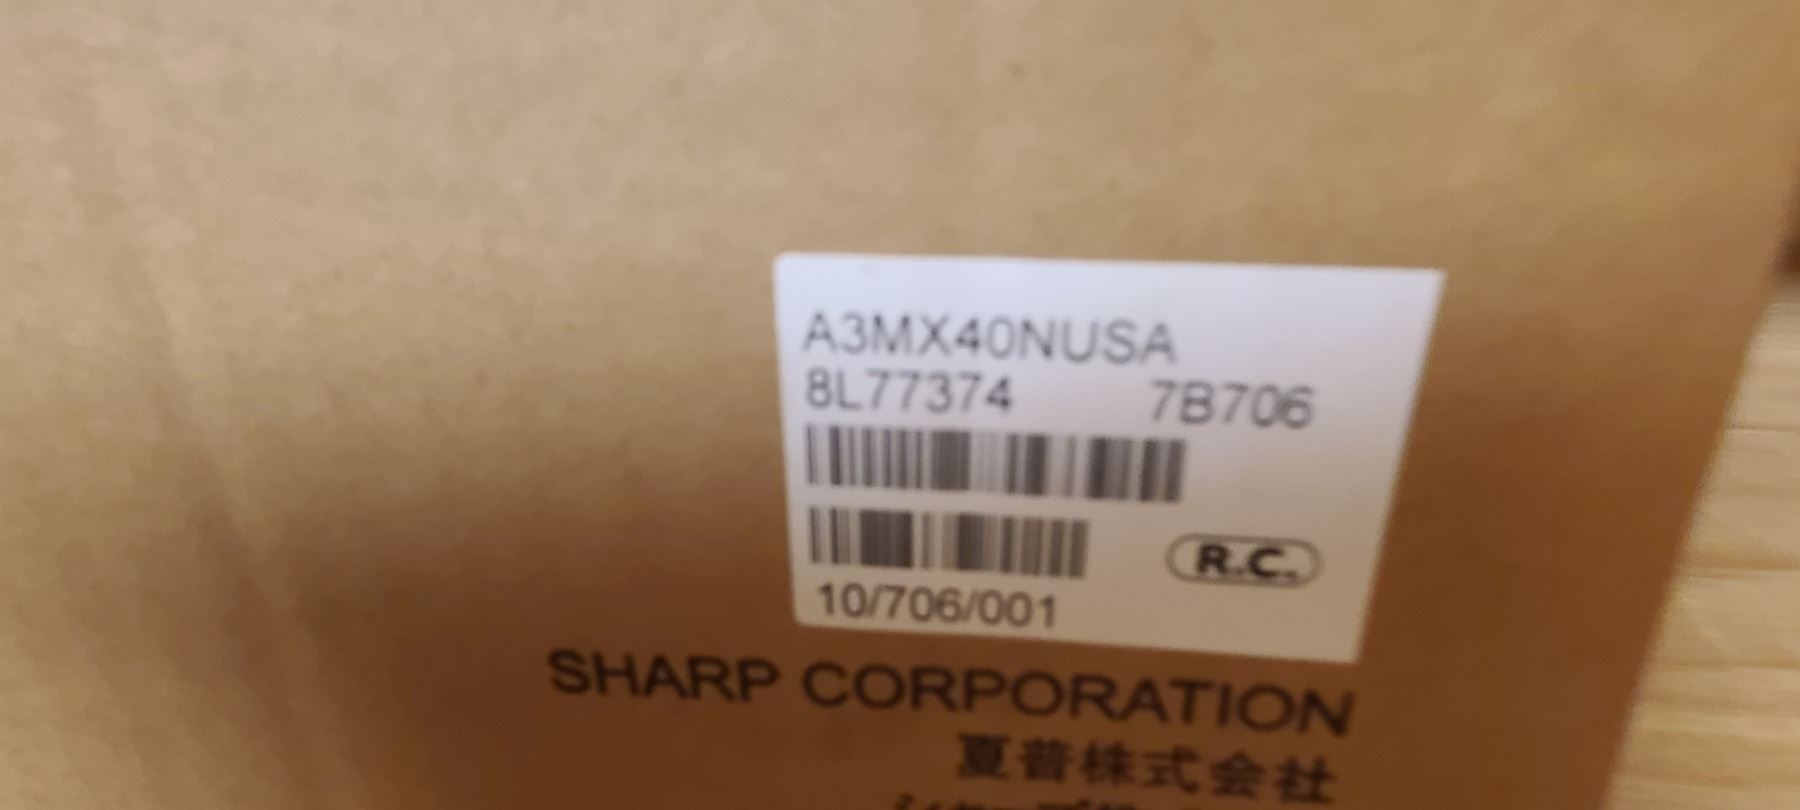 A3MX40NUSA
8L77374 7B706
R.C.
10/706/001
SHARP CORPORATION
夏普株式会社